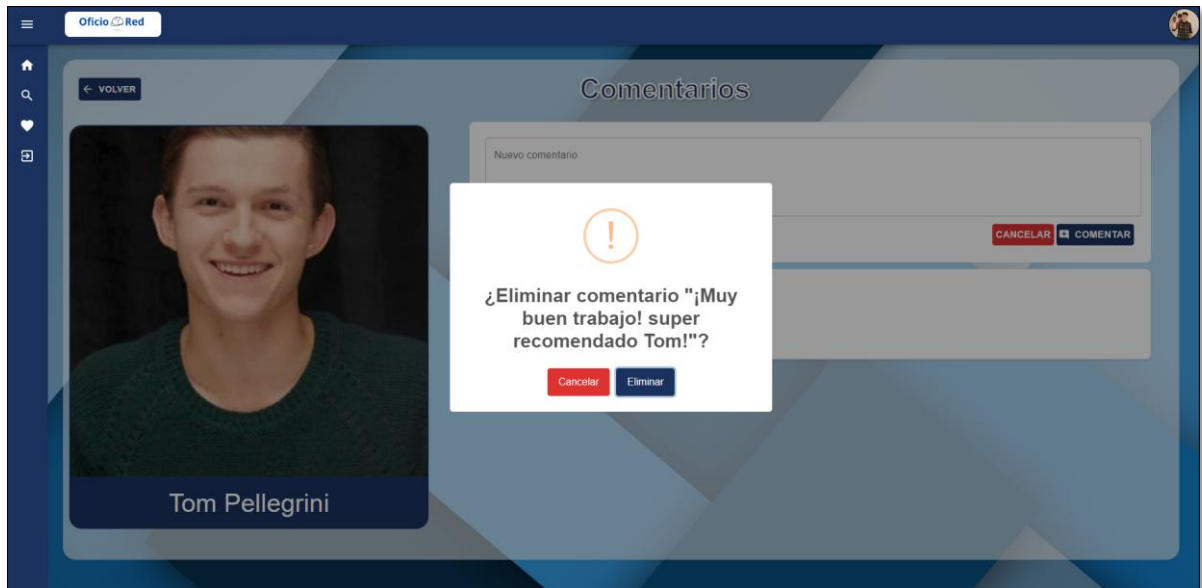 Oficio Red
VOLVER
Comentarios
Nuevo comentario
CANCELAR COMENTAR
¿Eliminar comentario "¡Muy
buen trabajo! super
recomendado Tom!"?
Cancelar Eliminar
Tom Pellegrini